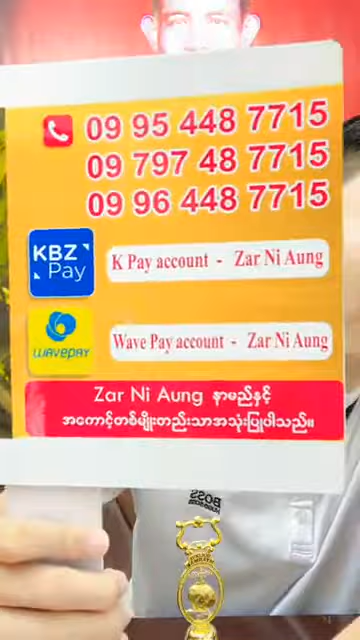 09 95 448 7715
09 797 48 7715
09 96 448 7715
KBZ
Pay
K Pay account - Zar Ni Aung
WAVEPAY
Wave Pay account - Zar Ni Aung
Zar Ni Aung နာမည်နှင့်
အကောင့်တစ်မျိုးတည်းသာအသုံးပြုပါသည်။
BOSS